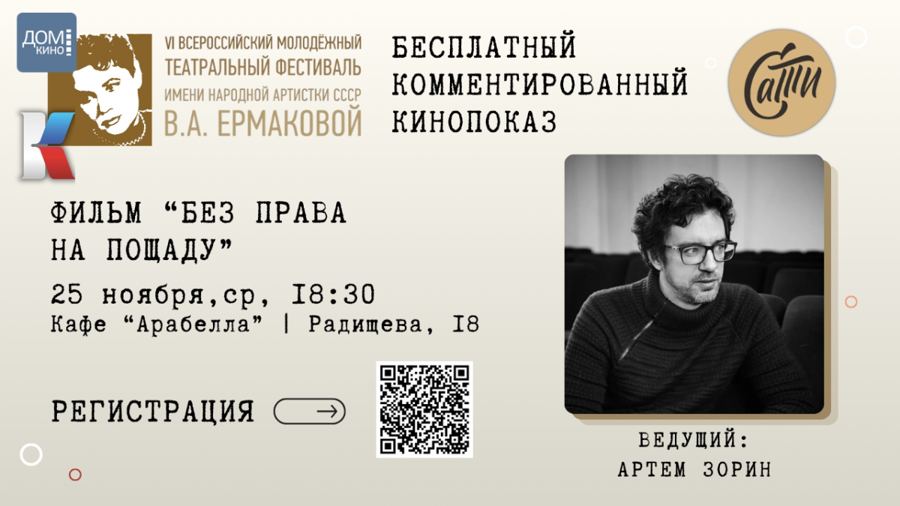 ДОМ
КИНО
VI ВСЕРОССИЙСКИЙ МОЛОДЁЖНЫЙ
ТЕАТРАЛЬНЫЙ ФЕСТИВАЛЬ
ИМЕНИ НАРОДНОЙ АРТИСТКИ СССР
В.А. ЕРМАКОВОЙ
К
БЕСПЛАТНЫЙ
КОММЕНТИРОВАННЫЙ
КИНОПОКАЗ
Сатти
ФИЛЬМ “БЕЗ ПРАВА
НА ПОЩАДУ”
25 ноября,ср, 18:30
Кафе “Арабелла” | Радищева, 18
РЕГИСТРАЦИЯ
ВЕДУЩИЙ:
АРТЕМ ЗОРИН